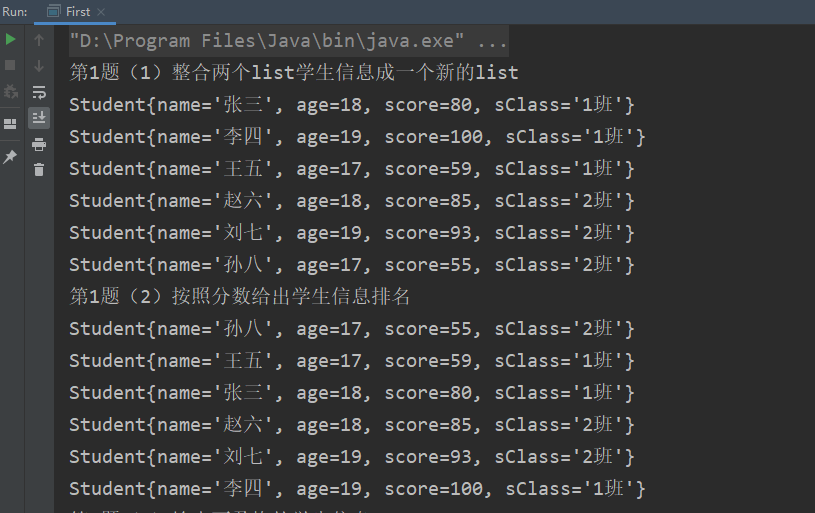 Run: First
"D:\Program Files\Java\bin\java.exe" ...
第1题（1）整合两个list学生信息成一个新的list
Student{name='张三', age=18, score=80, sClass='1班'}
Student{name='李四', age=19, score=100, sClass='1班'}
Student{name='王五', age=17, score=59, sClass='1班'}
Student{name='赵六', age=18, score=85, sClass='2班'}
Student{name='刘七', age=19, score=93, sClass='2班'}
Student{name='孙八', age=17, score=55, sClass='2班'}
第1题（2）按照分数给出学生信息排名
Student{name='孙八', age=17, score=55, sClass='2班'}
Student{name='王五', age=17, score=59, sClass='1班'}
Student{name='张三', age=18, score=80, sClass='1班'}
Student{name='赵六', age=18, score=85, sClass='2班'}
Student{name='刘七', age=19, score=93, sClass='2班'}
Student{name='李四', age=19, score=100, sClass='1班'}